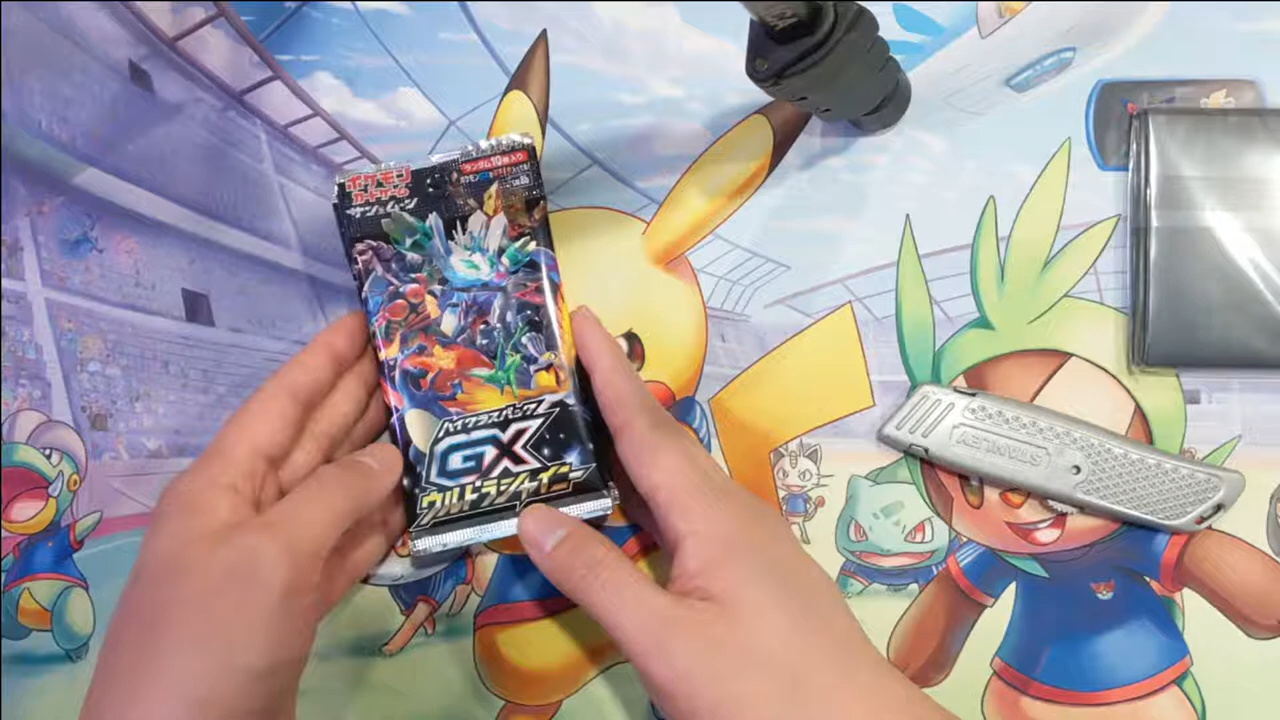 ポケモン
カードゲーム
サン&ムーン
ランダム10枚入り
SM8b
ハイクラスパック
GX
ウルトラシャイニー
STANLEY